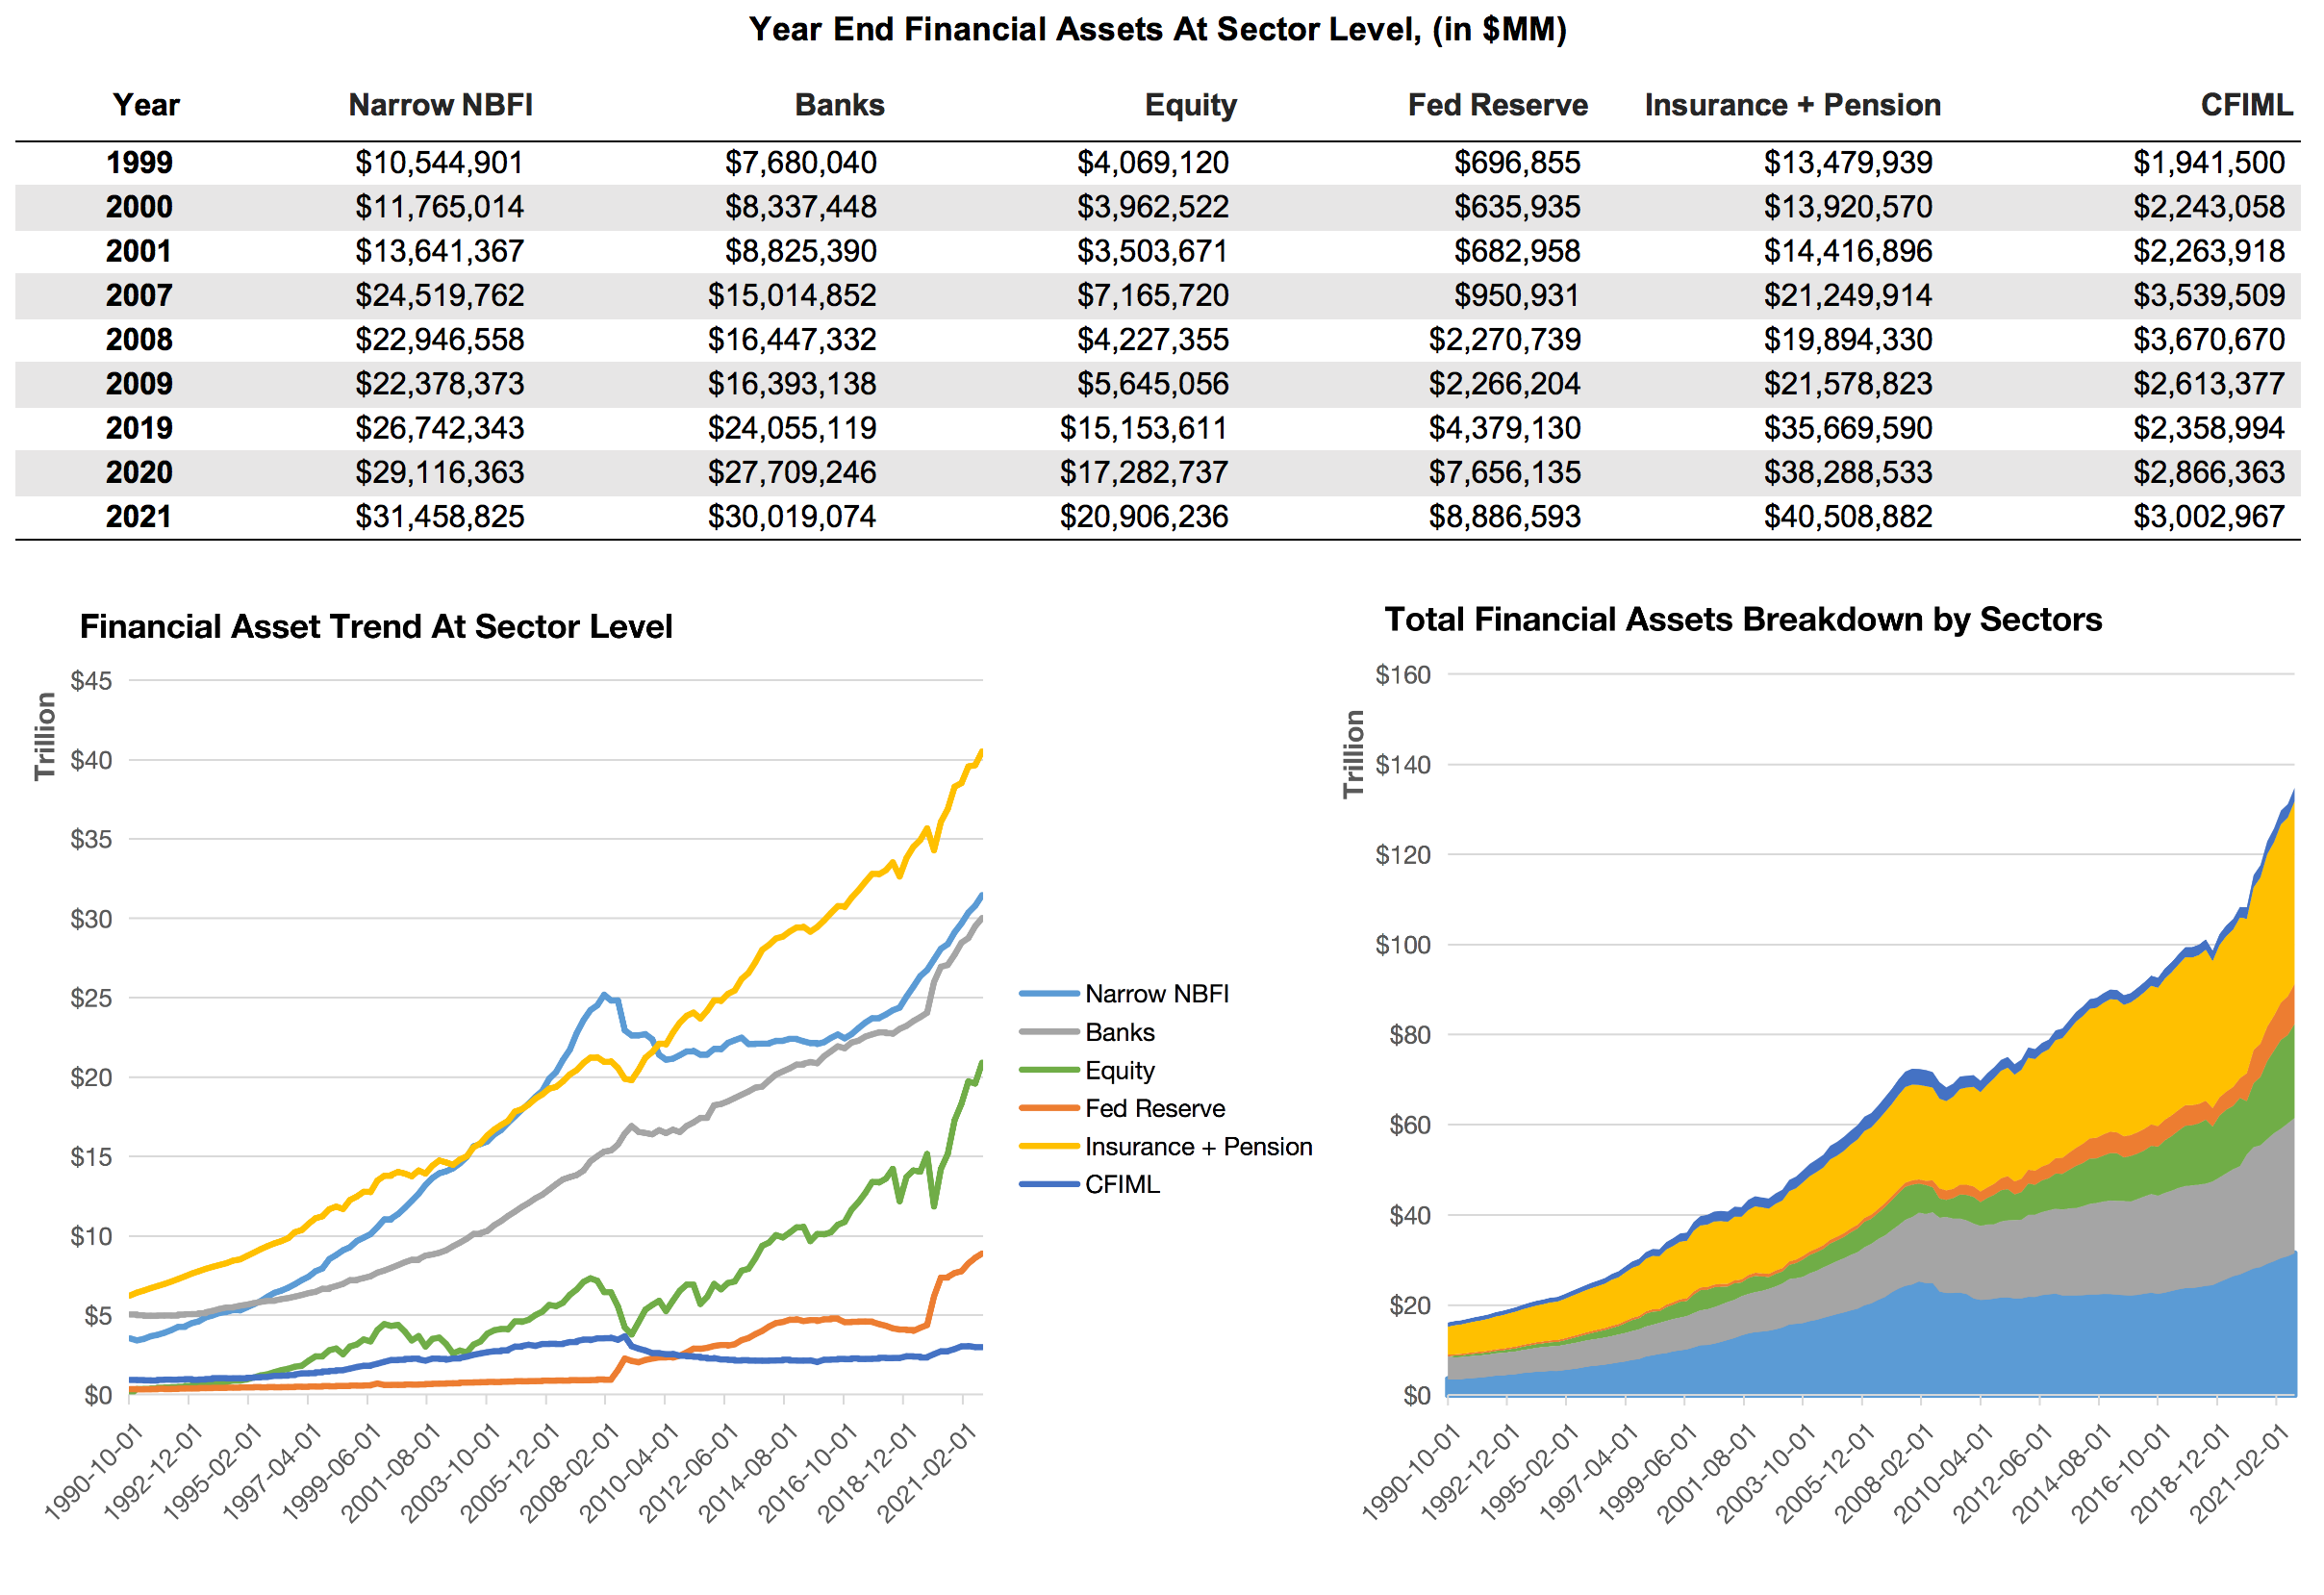 Year End Financial Assets At Sector Level, (in $MM)
Year Narrow NBFI Banks Equity Fed Reserve Insurance + Pension CFIML
1999 $10,544,901 $7,680,040 $4,069,120 $696,855 $13,479,939 $1,941,500
2000 $11,765,014 $8,337,448 $3,962,522 $635,935 $13,920,570 $2,243,058
2001 $13,641,367 $8,825,390 $3,503,671 $682,958 $14,416,896 $2,263,918
2007 $24,519,762 $15,014,852 $7,165,720 $950,931 $21,249,914 $3,539,509
2008 $22,946,558 $16,447,332 $4,227,355 $2,270,739 $19,894,330 $3,670,670
2009 $22,378,373 $16,393,138 $5,645,056 $2,266,204 $21,578,823 $2,613,377
2019 $26,742,343 $24,055,119 $15,153,611 $4,379,130 $35,669,590 $2,358,994
2020 $29,116,363 $27,709,246 $17,282,737 $7,656,135 $38,288,533 $2,866,363
2021 $31,458,825 $30,019,074 $20,906,236 $8,886,593 $40,508,882 $3,002,967
Financial Asset Trend At Sector Level
Trillion
$45
$40
$35
$30
$25
$20
$15
$10
$5
$0
1990-10-01
1992-12-01
1995-02-01
1997-04-01
1999-06-01
2001-08-01
2003-10-01
2005-12-01
2008-02-01
2010-04-01
2012-06-01
2014-08-01
2016-10-01
2018-12-01
2021-02-01
Narrow NBFI
Banks
Equity
Fed Reserve
Insurance + Pension
CFIML
Total Financial Assets Breakdown by Sectors
Trillion
$160
$140
$120
$100
$80
$60
$40
$20
$0
1990-10-01
1992-12-01
1995-02-01
1997-04-01
1999-06-01
2001-08-01
2003-10-01
2005-12-01
2008-02-01
2010-04-01
2012-06-01
2014-08-01
2016-10-01
2018-12-01
2021-02-01